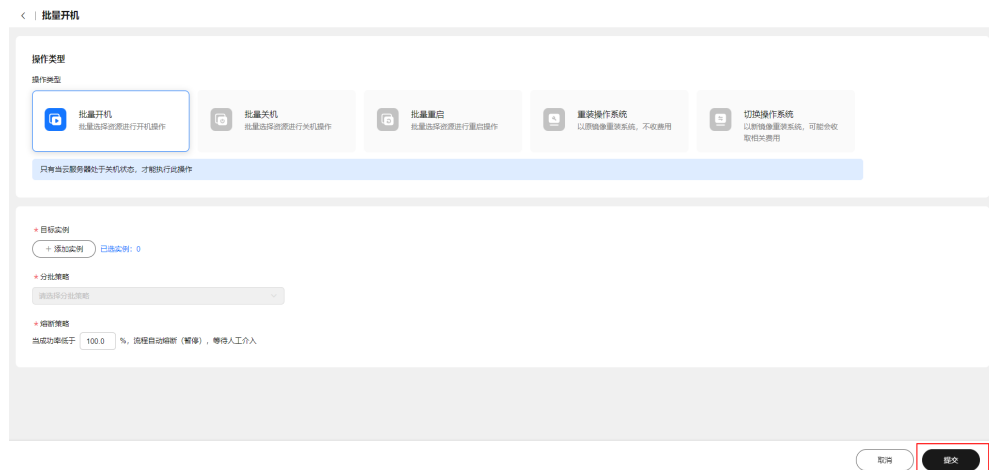 批量开机
操作类型
操作类型
批量开机
批量选择资源进行开机操作
批量关机
批量选择资源进行关机操作
批量重启
批量选择资源进行重启操作
重装操作系统
以原镜像重装系统，不收费用
切换操作系统
以新镜像重装系统，可能会收
取相关费用
只有当云服务器处于关机状态，才能执行此操作
* 目标实例
+ 添加实例 已选实例：0
* 分批策略
请选择分批策略
* 熔断策略
当成功率低于 100.0 %，流程自动熔断（暂停），等待人工介入
取消 提交